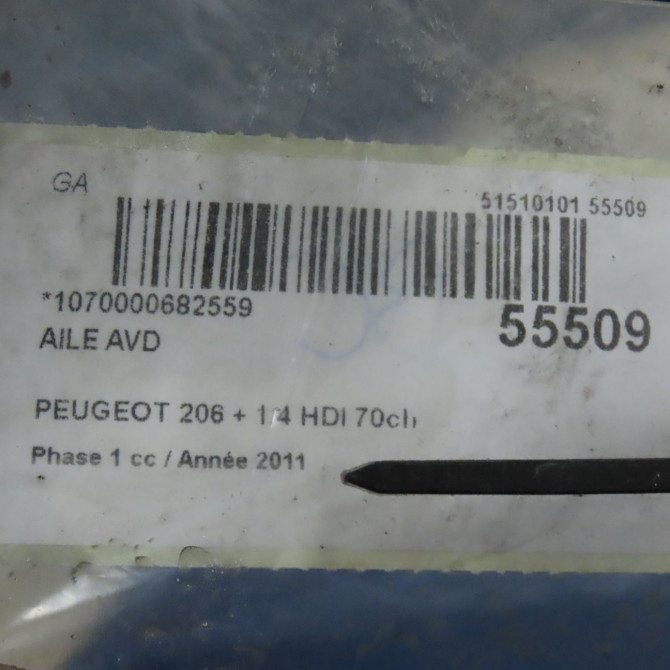 GA
51510101 55509
*1070000682559
55509
AILE AVD
PEUGEOT 206 + 1.4 HDI 70ch
Phase 1 cc / Année 2011